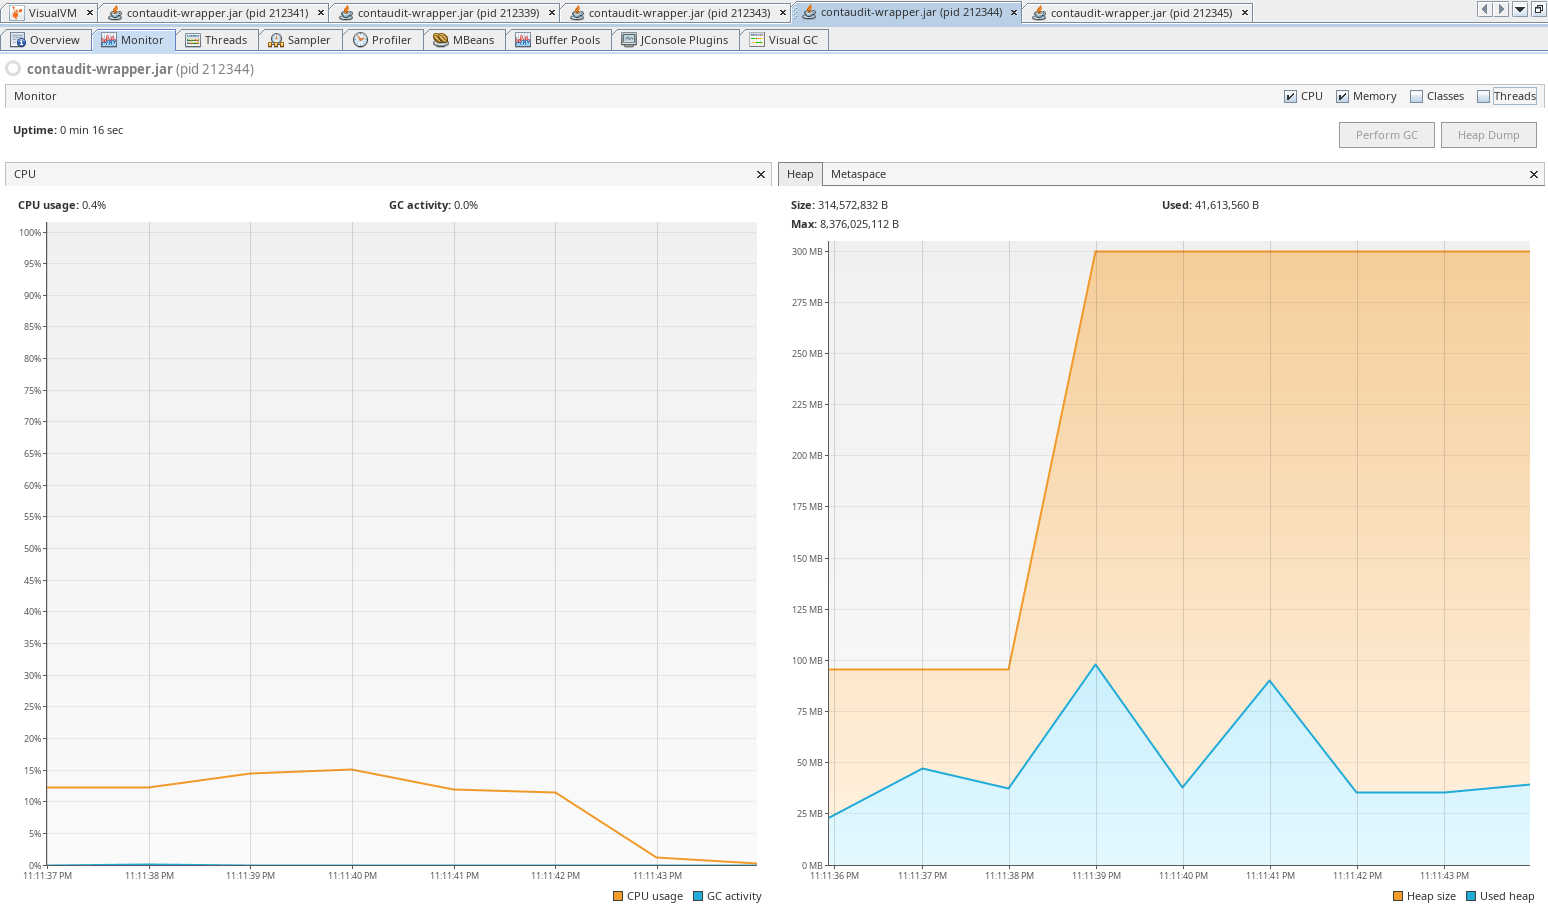 VisualVM × contaudit-wrapper.jar (pid 212341) × contaudit-wrapper.jar (pid 212339) × contaudit-wrapper.jar (pid 212343) × contaudit-wrapper.jar (pid 212344) × contaudit-wrapper.jar (pid 212345) ×
Overview Monitor Threads Sampler Profiler MBeans Buffer Pools JConsole Plugins Visual GC
contaudit-wrapper.jar (pid 212344)
Monitor CPU Memory Classes Threads
Uptime: 0 min 16 sec
Perform GC Heap Dump
CPU ×
CPU usage: 0.4% GC activity: 0.0%
100%
95%
90%
85%
80%
75%
70%
65%
60%
55%
50%
45%
40%
35%
30%
25%
20%
15%
10%
5%
0%
11:11:37 PM 11:11:38 PM 11:11:39 PM 11:11:40 PM 11:11:41 PM 11:11:42 PM 11:11:43 PM
CPU usage GC activity
Heap Metaspace ×
Size: 314,572,832 B Used: 41,613,560 B
Max: 8,376,025,112 B
300 MB
275 MB
250 MB
225 MB
200 MB
175 MB
150 MB
125 MB
100 MB
75 MB
50 MB
25 MB
0 MB
11:11:36 PM 11:11:37 PM 11:11:38 PM 11:11:39 PM 11:11:40 PM 11:11:41 PM 11:11:42 PM 11:11:43 PM
Heap size Used heap